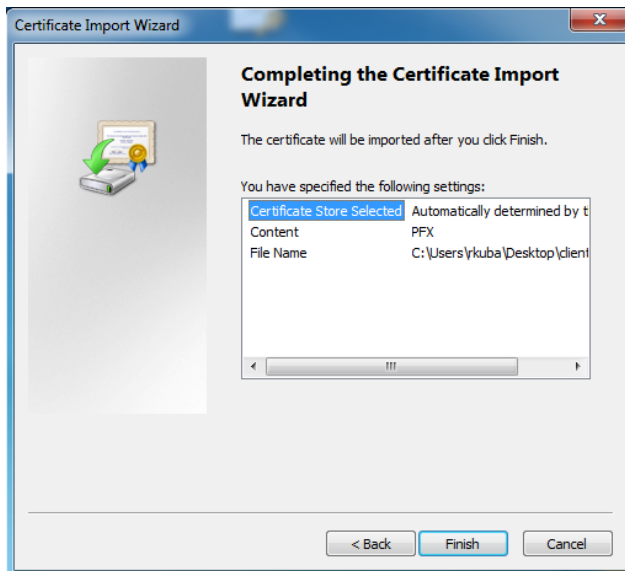 Certificate Import Wizard
Completing the Certificate Import
Wizard
The certificate will be imported after you click Finish.
You have specified the following settings:
Certificate Store Selected Automatically determined by t
Content PFX
File Name C:\Users\rkuba\Desktop\client
< Back Finish Cancel